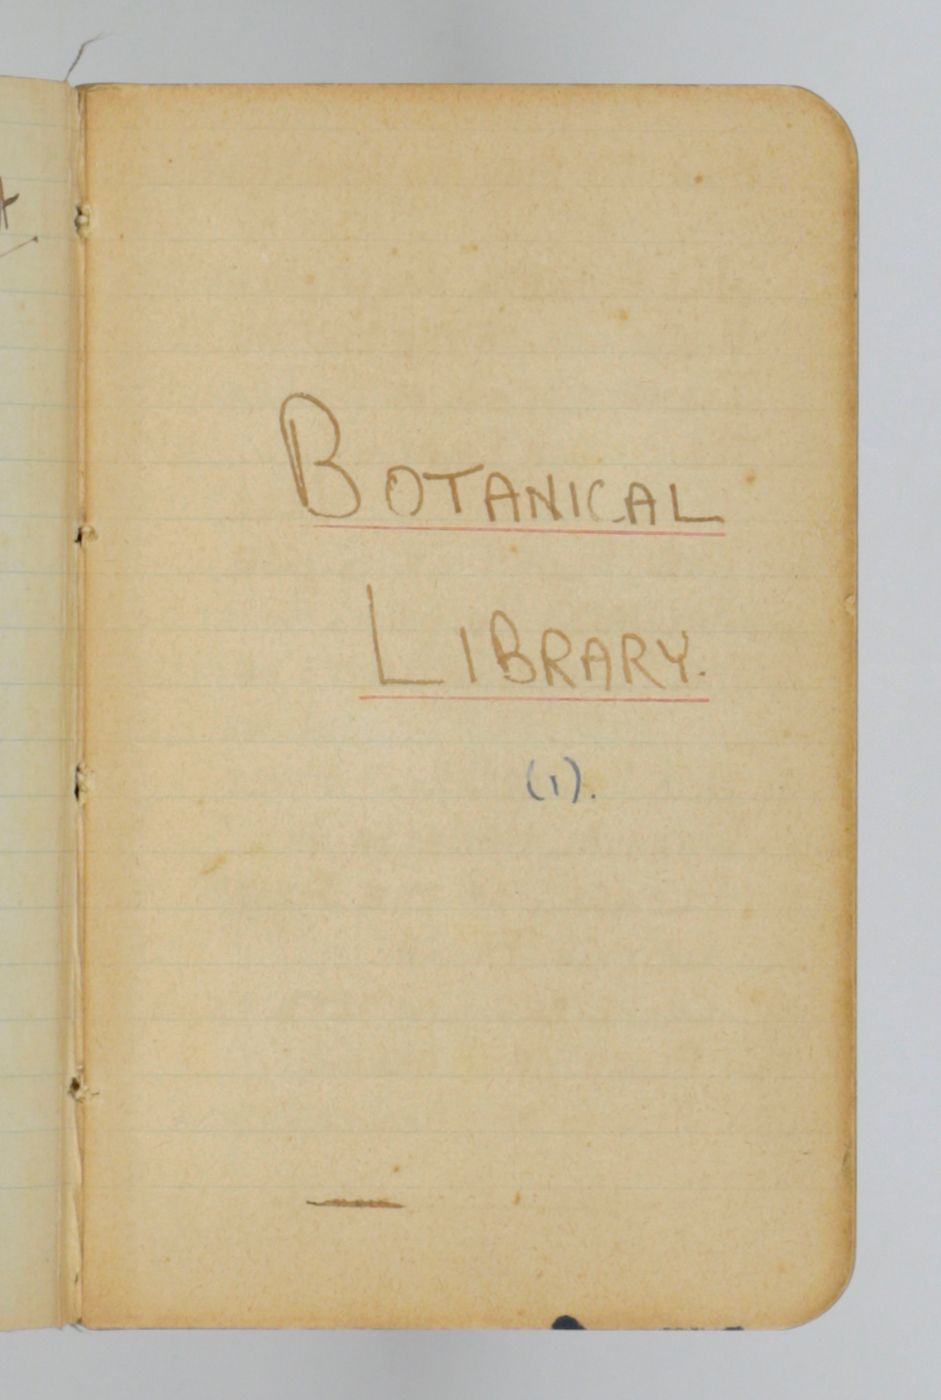 BOTANICAL
LIBRARY.
(1).